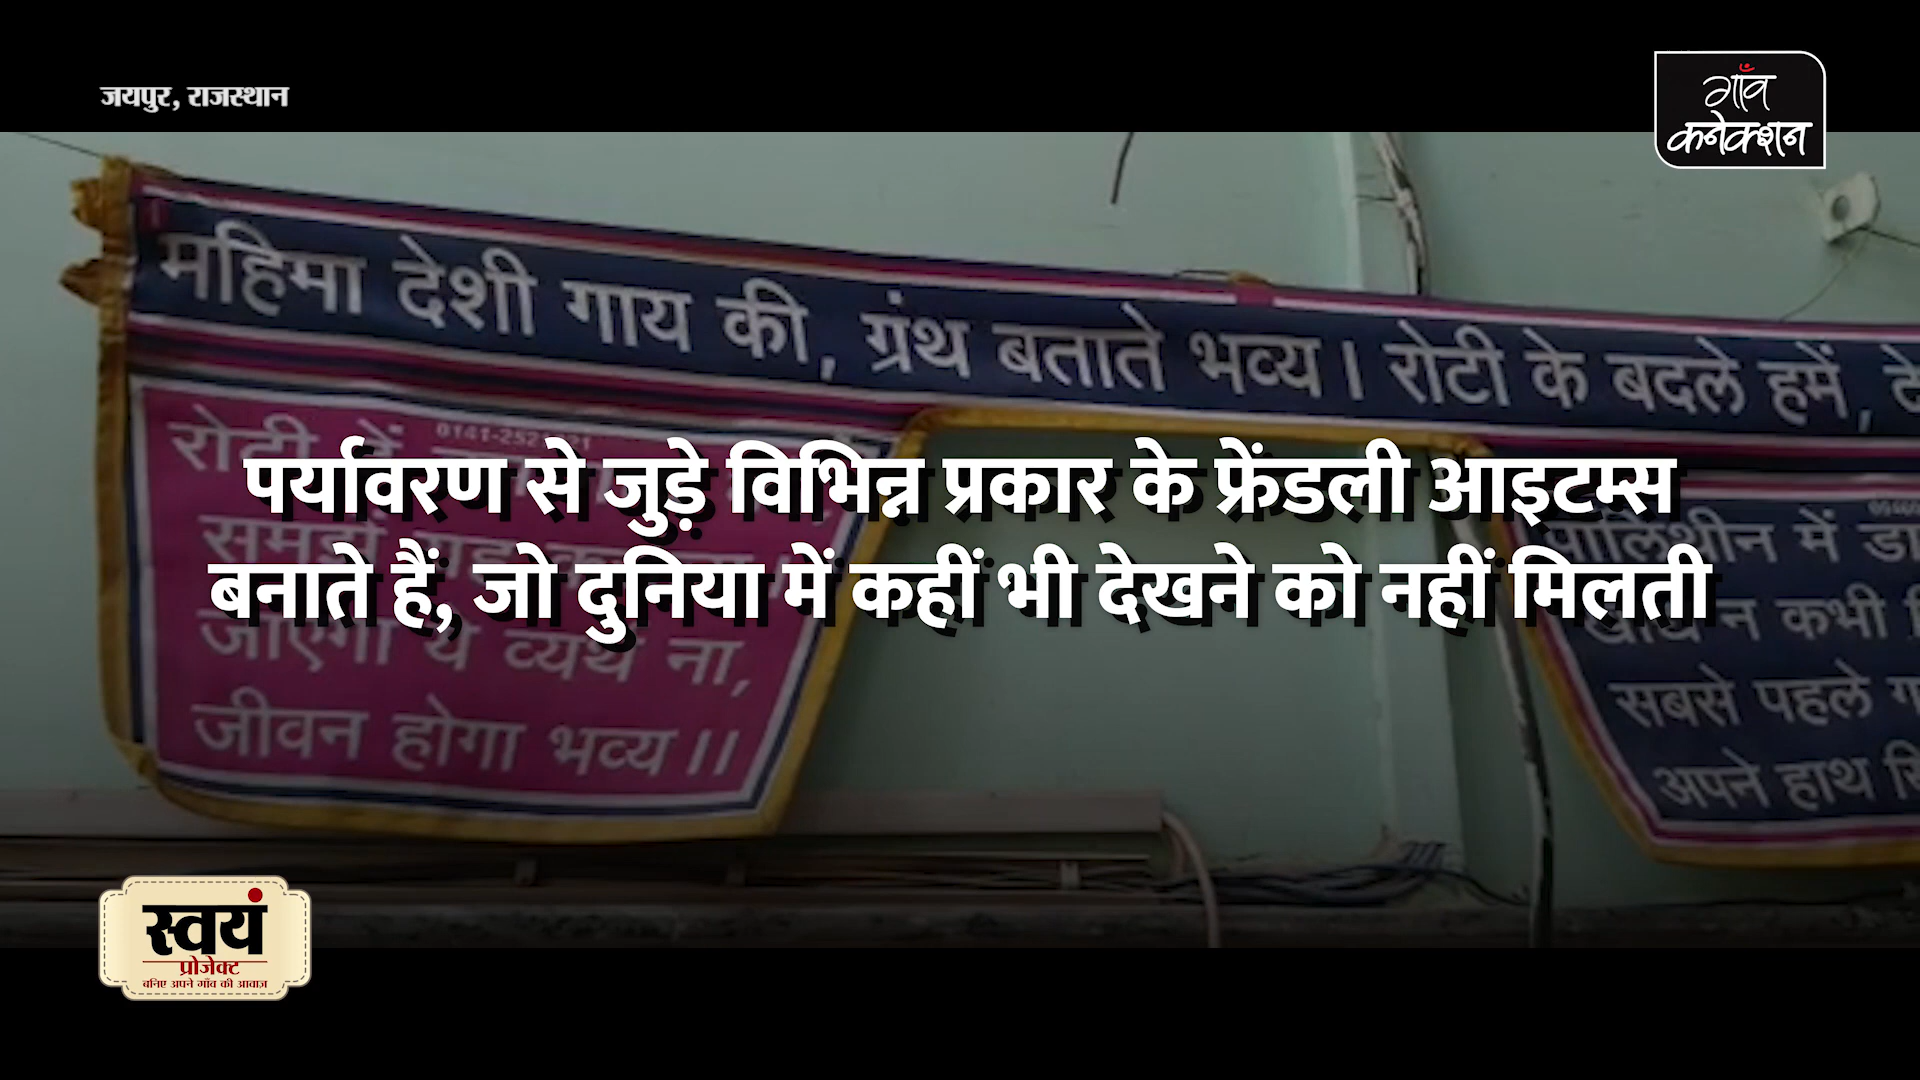 जयपुर, राजस्थान
गाँव
कनेक्शन
महिमा देशी गाय की, ग्रंथ बताते भव्य। रोटी के बदले हमें,
पर्यावरण से जुड़े विभिन्न प्रकार के फ्रेंडली आइटम्स
बनाते हैं, जो दुनिया में कहीं भी देखने को नहीं मिलती
जाएगा ये व्यर्थ ना,
जीवन होगा भव्य।।
पॉलिथीन में
न कभी
सबसे पहले
अपने हाथ
स्वयं
प्रोजेक्ट
बनिए अपने गाँव की आवाज़